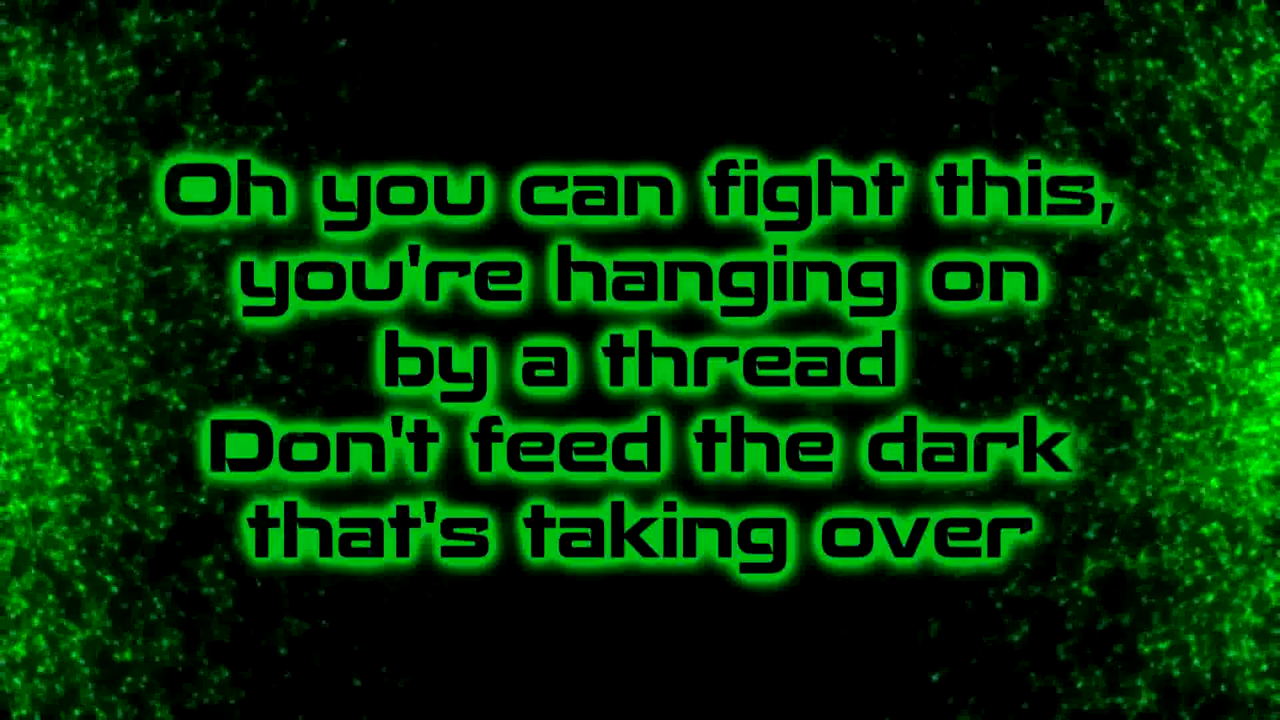 Oh you can fight this,
you're hanging on
by a thread
Don't feed the dark
that's taking over